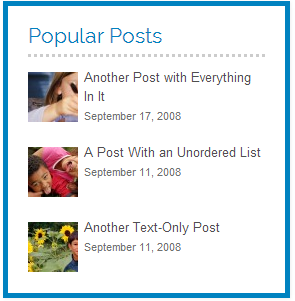 Popular Posts
Another Post with Everything
In It
September 17, 2008
A Post With an Unordered List
September 11, 2008
Another Text-Only Post
September 11, 2008